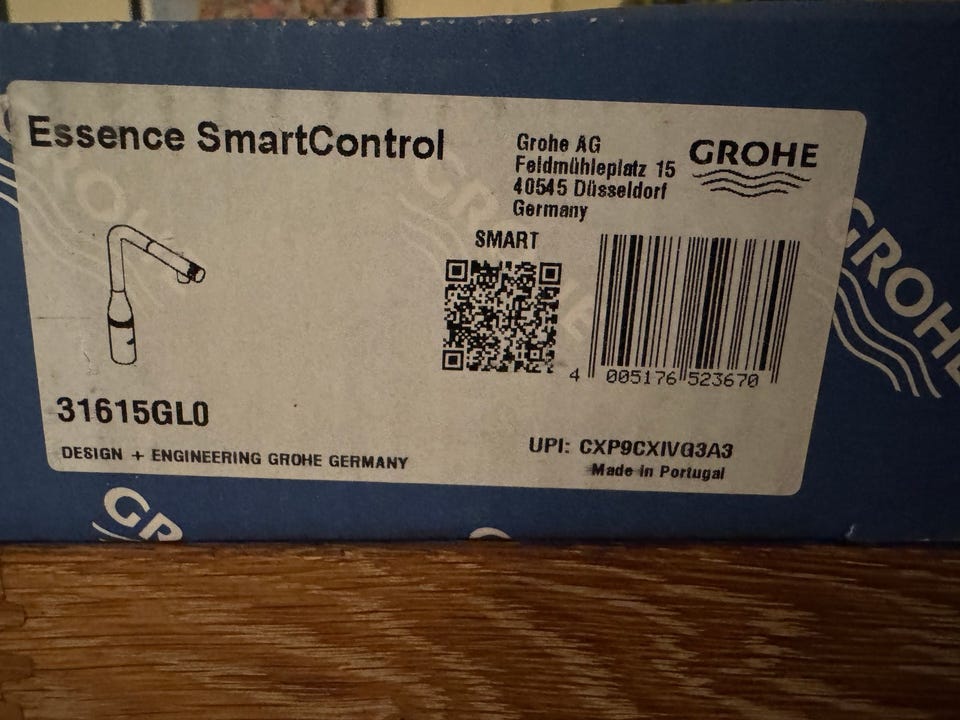 Essence SmartControl
Grohe AG
Feldmühleplatz 15
40545 Düsseldorf
Germany
GROHE
SMART
4 005176 523670
31615GL0
DESIGN + ENGINEERING GROHE GERMANY
UPI: CXP9CXIVG3A3
Made in Portugal
GROHE
GR